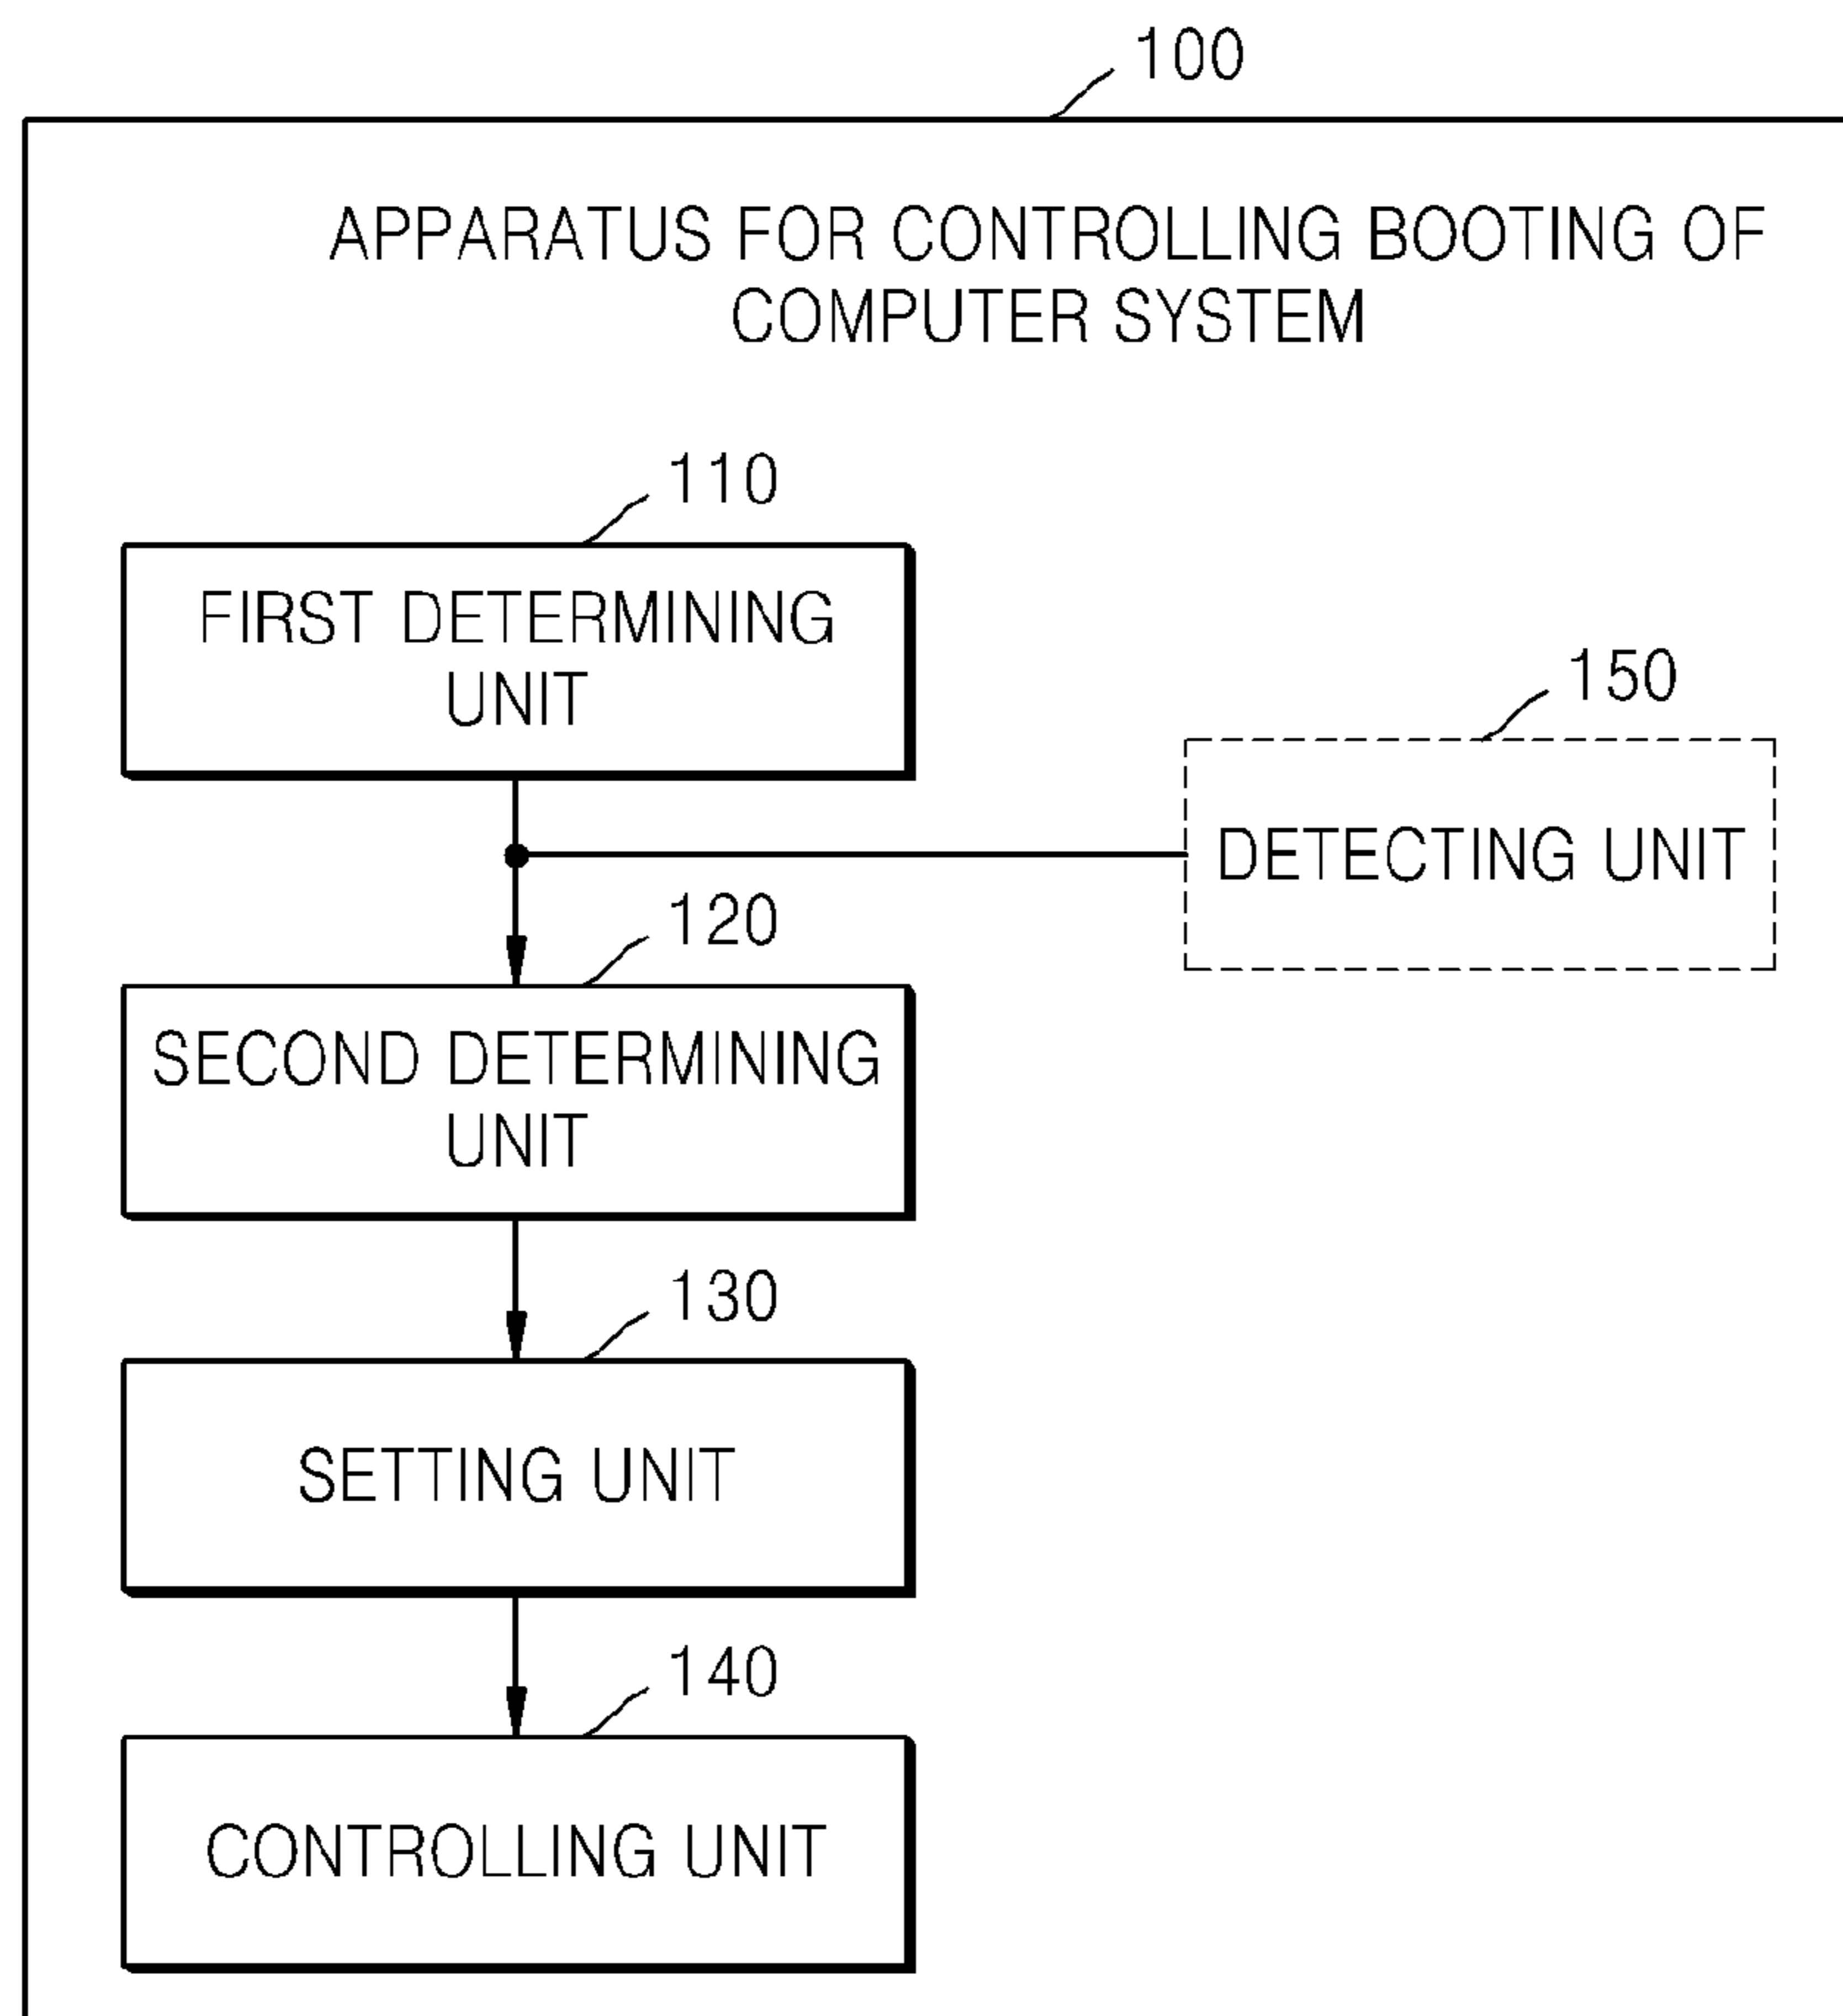 100
APPARATUS FOR CONTROLLING BOOTING OF
COMPUTER SYSTEM
110
FIRST DETERMINING
UNIT
150
DETECTING UNIT
120
SECOND DETERMINING
UNIT
130
SETTING UNIT
140
CONTROLLING UNIT